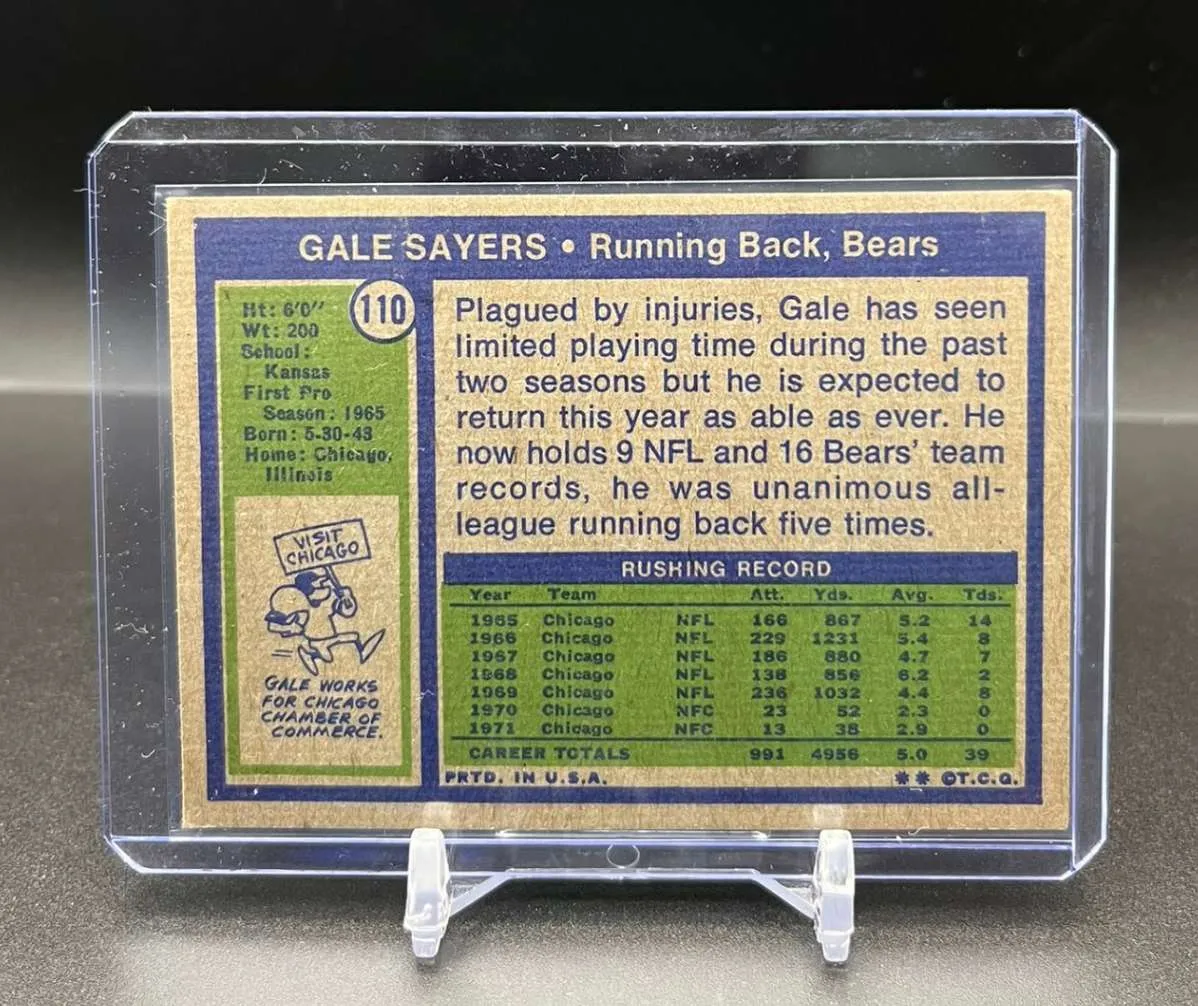 GALE SAYERS • Running Back, Bears
110
Ht: 6'0"
Wt: 200
School:
Kansas
First Pro
Season: 1965
Born: 5-30-43
Home: Chicago,
Illinois
VISIT
CHICAGO
GALE WORKS
FOR CHICAGO
CHAMBER OF
COMMERCE.
Plagued by injuries, Gale has seen
limited playing time during the past
two seasons but he is expected to
return this year as able as ever. He
now holds 9 NFL and 16 Bears' team
records, he was unanimous all-
league running back five times.
RUSHING RECORD
Year Team Att. Yds. Avg. Tds.
1965 Chicago NFL 166 867 5.2 14
1966 Chicago NFL 229 1231 5.4 8
1967 Chicago NFL 186 880 4.7 7
1968 Chicago NFL 138 856 6.2 2
1969 Chicago NFL 236 1032 4.4 8
1970 Chicago NFC 23 52 2.3 0
1971 Chicago NFC 13 38 2.9 0
CAREER TOTALS 991 4956 5.0 39
PRTD. IN U.S.A. ** ©T.C.G.